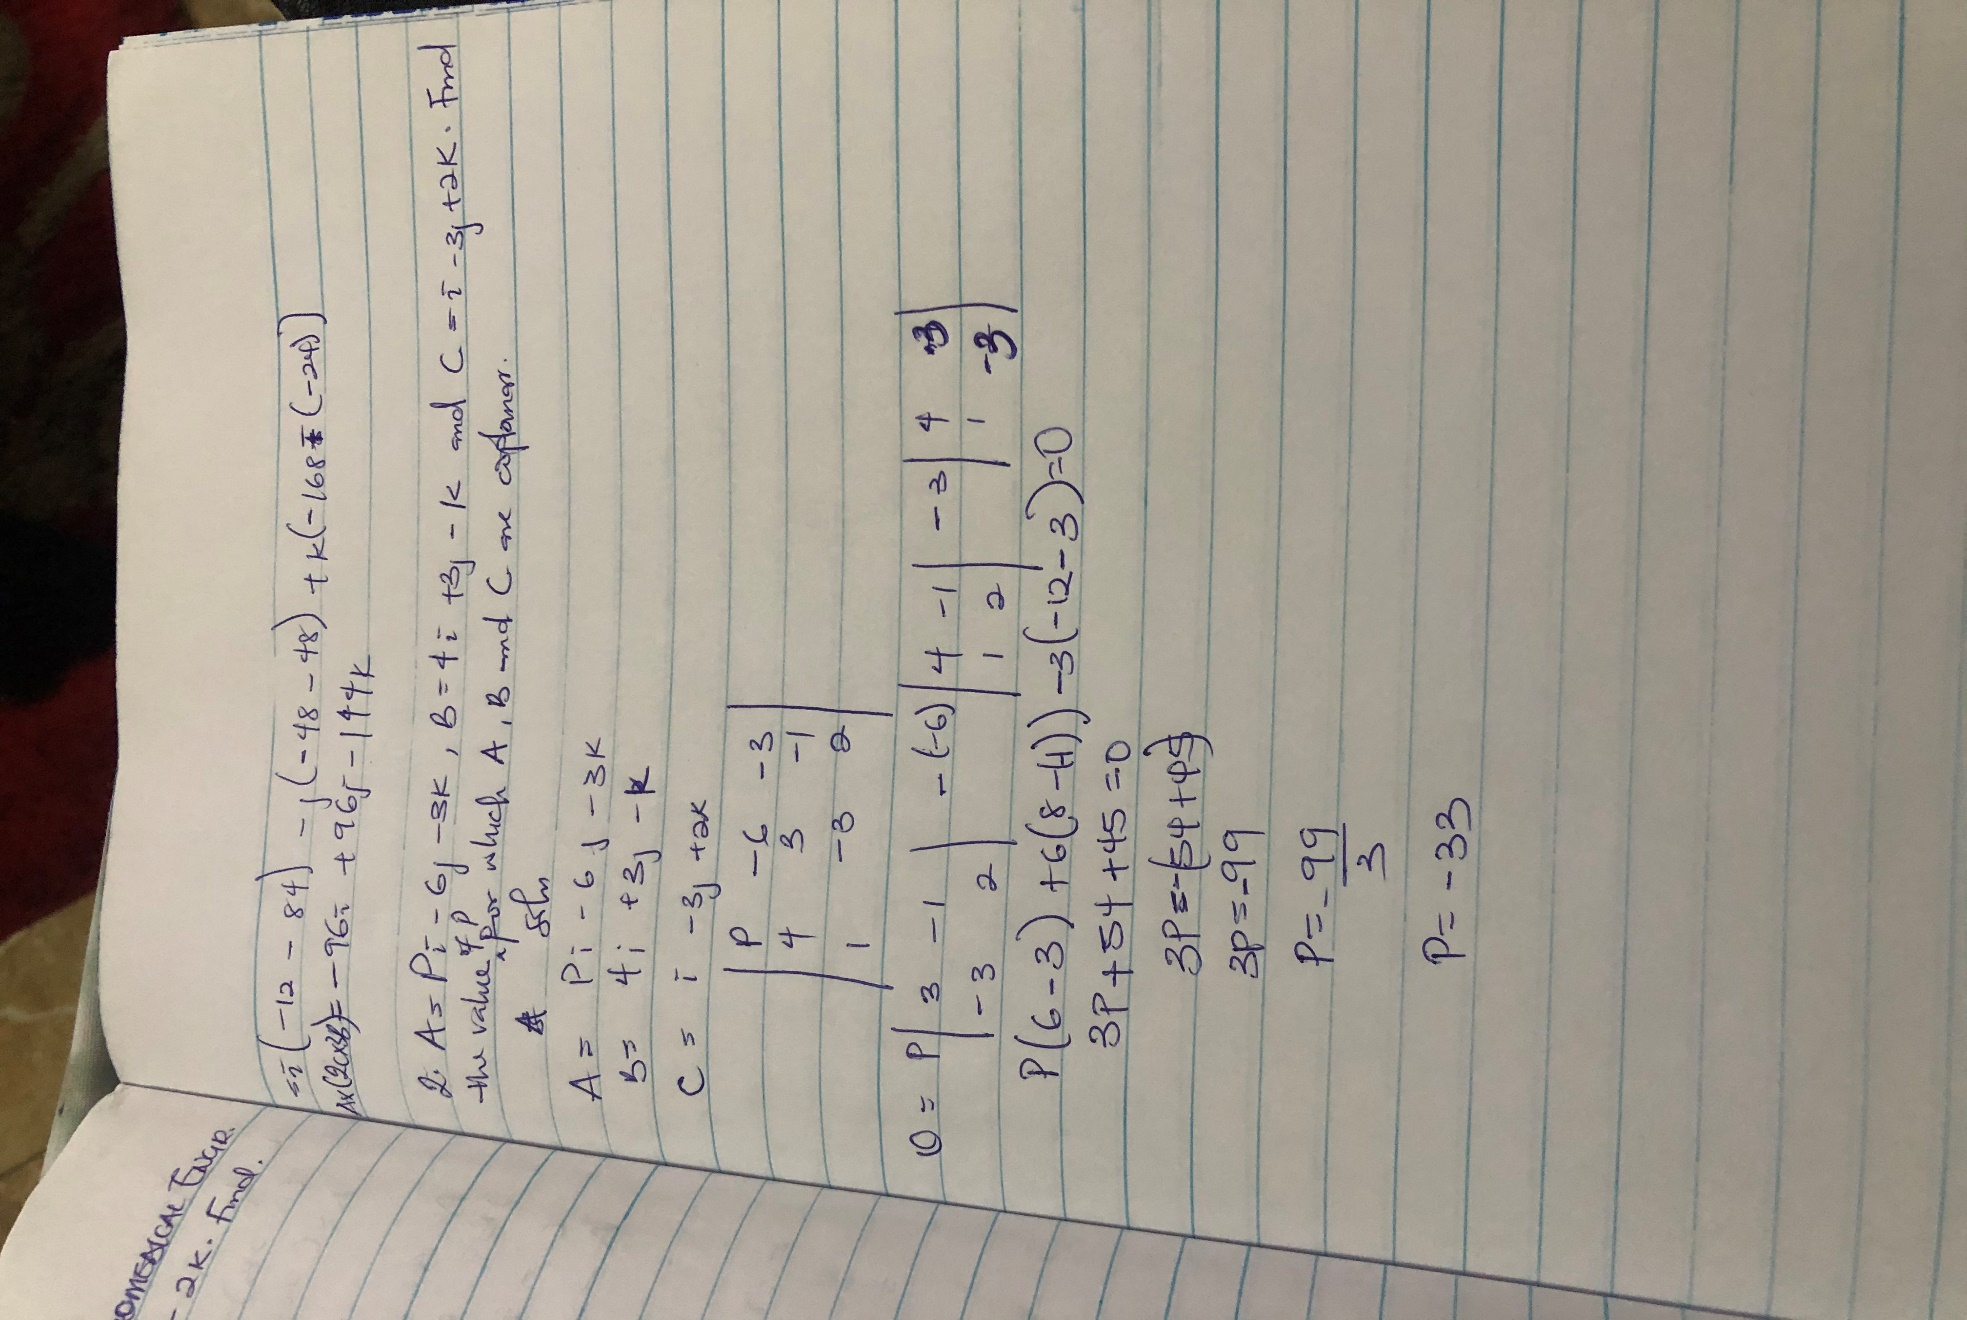 OMEMICAL ENGR.
2K. Find.
= i(-12 - 84) - j(-48 - 48) + k(-168 - (-24))
Ax(2cx3b) = -96i + 96j - 144k
2. A = Pi - 6j - 3K, B = 4i + 3j - K and C = i - 3j + 2K. Find
the value of P for which A, B and C are coplanar.
Soln
A = Pi - 6j - 3K
B = 4i + 3j - K
C = i - 3j + 2K
| P -6 -3 |
| 4 3 -1 |
| 1 -3 2 |
0 = P | 3 -1 | - (-6) | 4 -1 | - 3 | 4 3 |
| -3 2 | | 1 2 | | 1 -3 |
P(6 - 3) + 6(8 - (-1)) - 3(-12 - 3) = 0
3P + 54 + 45 = 0
3P = -(54 + 45)
3P = -99
P = -99
3
P = -33